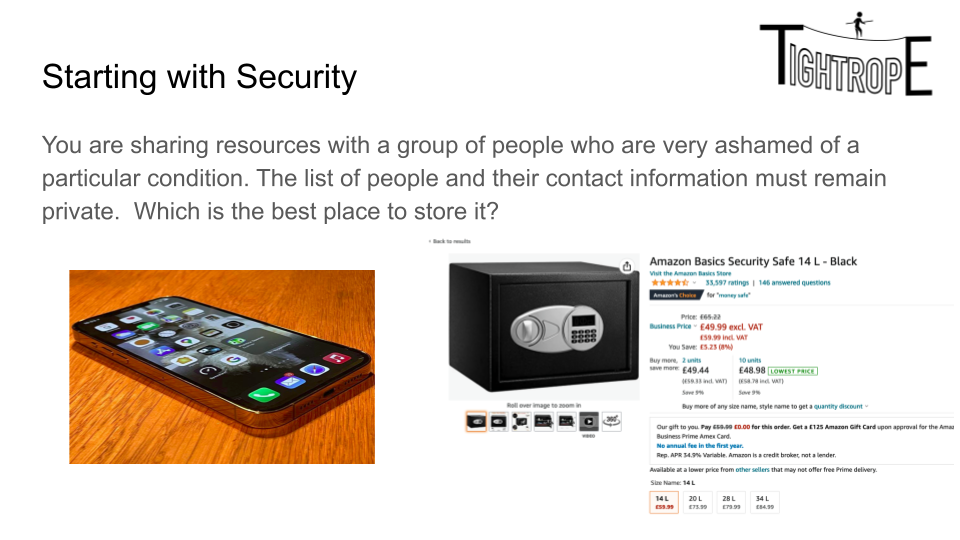 TIGHTROPE
Starting with Security
You are sharing resources with a group of people who are very ashamed of a
particular condition. The list of people and their contact information must remain
private.  Which is the best place to store it?
‹ Back to results
Amazon Basics Security Safe 14 L - Black
Visit the Amazon Basics Store
33,597 ratings | 146 answered questions
Amazon's Choice for "money safe"
Price: £65.22
Business Price £49.99 excl. VAT
£59.99 incl. VAT
You Save: £5.23 (8%)
Buy more, save more:
2 units
£49.44
(£59.33 incl. VAT)
Save 9%
10 units
£48.98 LOWEST PRICE
(£58.78 incl. VAT)
Save 9%
Buy more of any size name, style name to get a quantity discount
Roll over image to zoom in
VIDEO
360°
Our gift to you. Pay £59.99 £0.00 for this order. Get a £125 Amazon Gift Card upon approval for the Amaz
Business Prime Amex Card.
No annual fee in the first year.
Rep. APR 34.9% Variable. Amazon is a credit broker, not a lender.
Available at a lower price from other sellers that may not offer free Prime delivery.
Size Name: 14 L
14 L
£59.99
20 L
£73.99
28 L
£79.99
34 L
£84.99